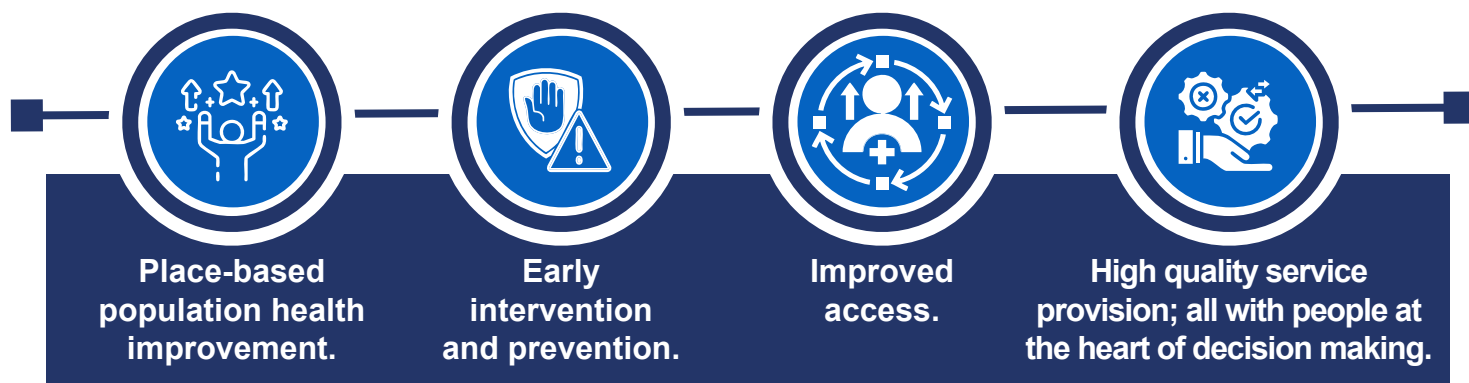 Place-based
population health
improvement.
Early
intervention
and prevention.
Improved
access.
High quality service
provision; all with people at
the heart of decision making.